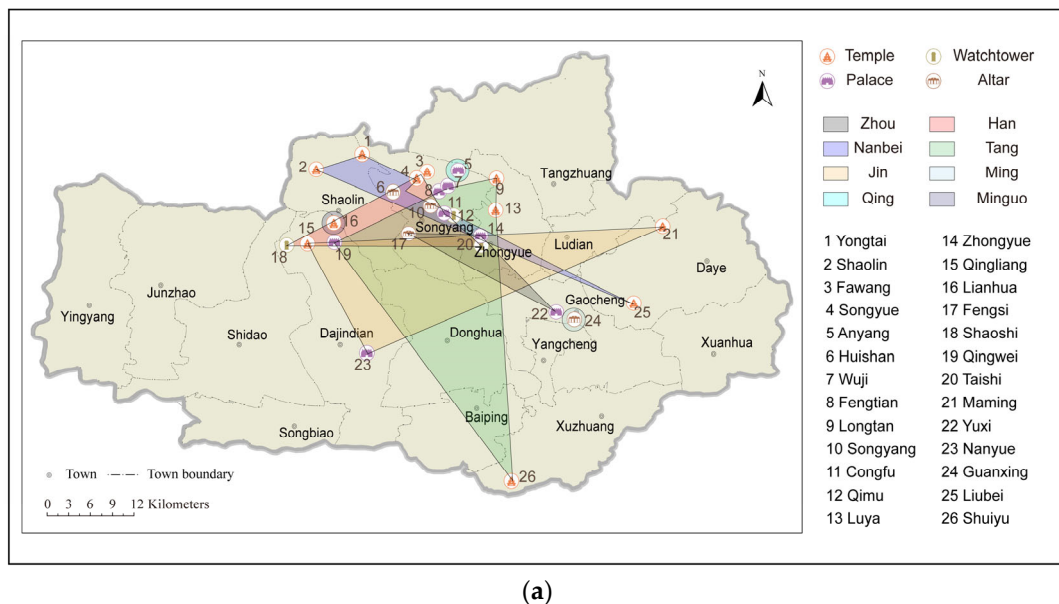 N
1
2
3
4
5
6
7
8
9
10
11
12
13
14
15
16
17
18
19
20
21
22
23
24
25
26
Tangzhuang
Shaolin
Songyang
Zhongyue
Ludian
Daye
Junzhao
Yingyang
Shidao
Dajindian
Donghua
Gaocheng
Yangcheng
Xuanhua
Baiping
Xuzhuang
Songbiao
Town Town boundary
0 3 6 9 12 Kilometers
Temple Watchtower
Palace Altar
Zhou Han
Nanbei Tang
Jin Ming
Qing Minguo
1 Yongtai 14 Zhongyue
2 Shaolin 15 Qingliang
3 Fawang 16 Lianhua
4 Songyue 17 Fengsi
5 Anyang 18 Shaoshi
6 Huishan 19 Qingwei
7 Wuji 20 Taishi
8 Fengtian 21 Maming
9 Longtan 22 Yuxi
10 Songyang 23 Nanyue
11 Congfu 24 Guanxing
12 Qimu 25 Liubei
13 Luya 26 Shuiyu
(a)